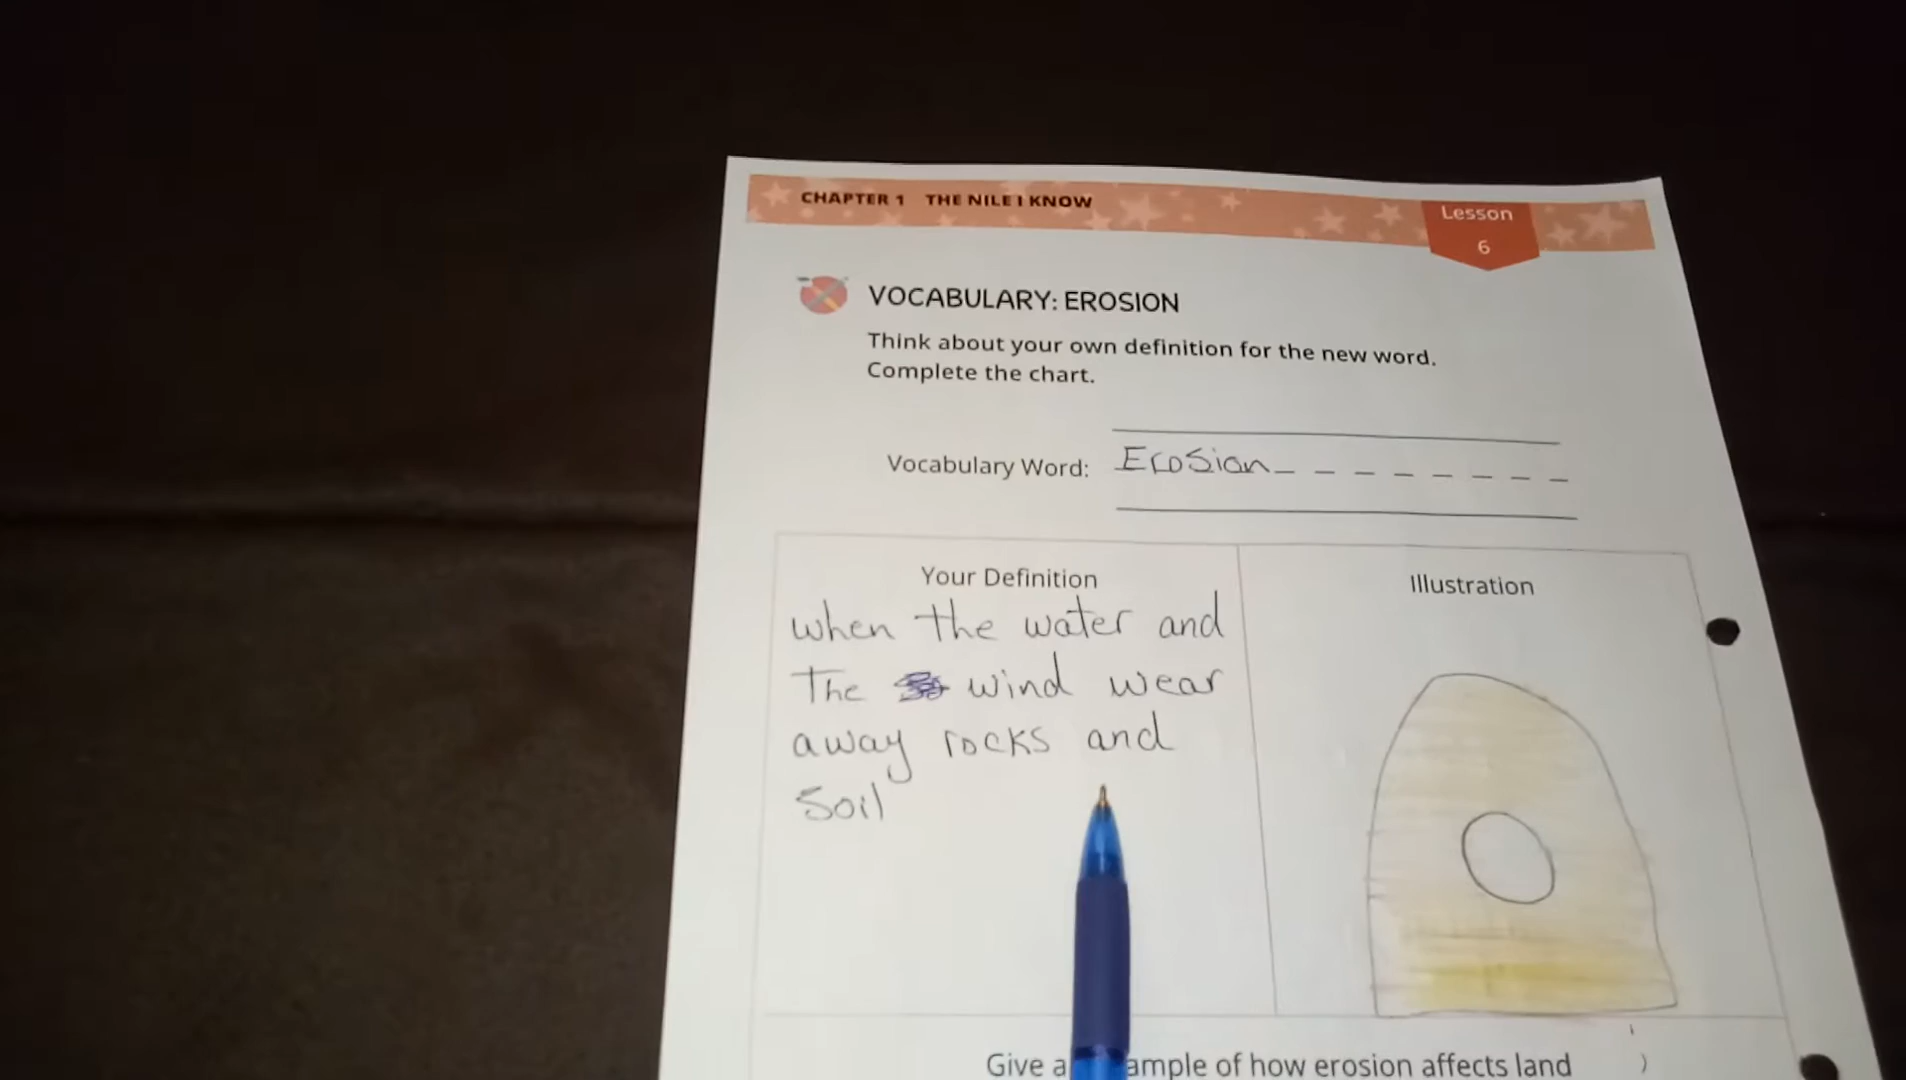 CHAPTER 1 THE NILE I KNOW
Lesson
6
VOCABULARY: EROSION
Think about your own definition for the new word.
Complete the chart.
Vocabulary Word: Erosion
Your Definition
when the water and
The wind wear
away rocks and
Soil
Illustration
Give a ample of how erosion affects land